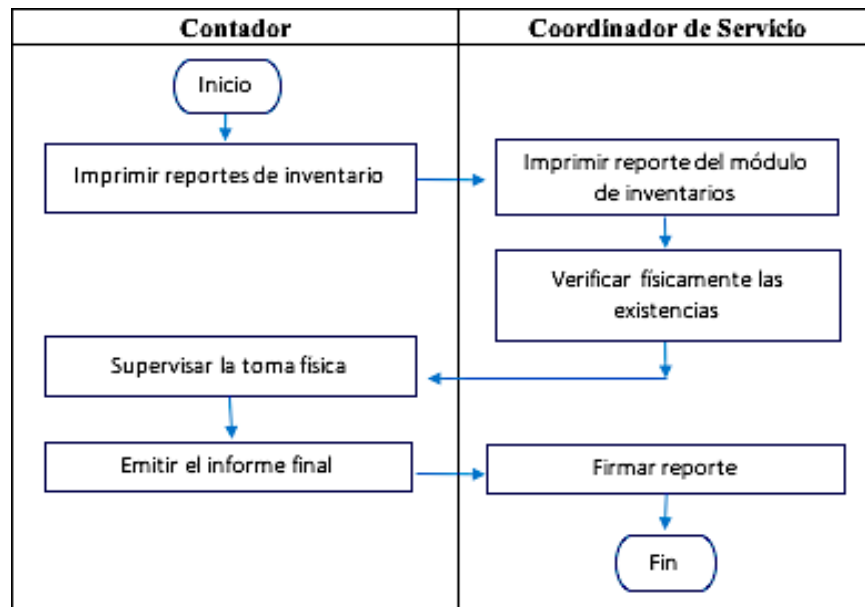 Contador
Coordinador de Servicio
Inicio
Imprimir reportes de inventario
Imprimir reporte del módulo
de inventarios
Verificar físicamente las
existencias
Supervisar la toma física
Emitir el informe final
Firmar reporte
Fin